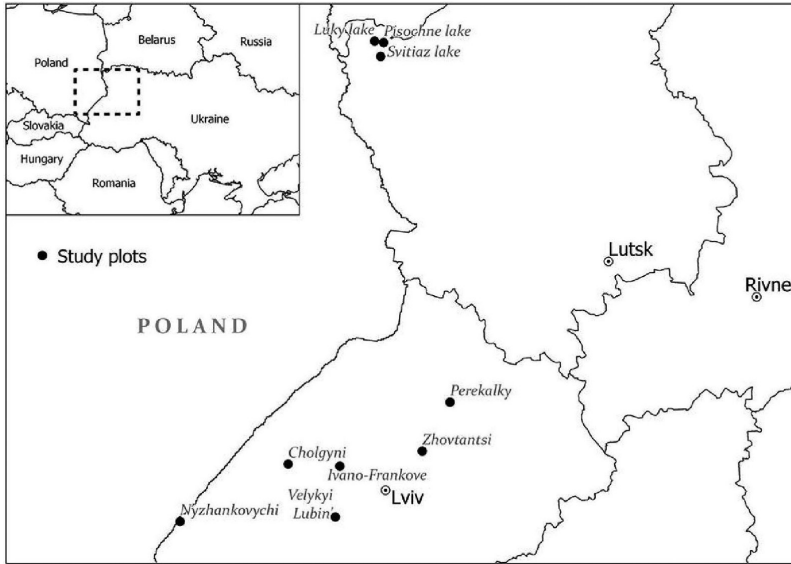 Belarus
Russia
Poland
Ukraine
Slovakia
Hungary
Romania
Luky lake
Pisochne lake
Svitiaz lake
Study plots
Lutsk
Rivne
POLAND
Perekalky
Zhovtantsi
Cholgyni
Ivano-Frankove
Velykyi
Lubin'
Lviv
Nyzhankovychi